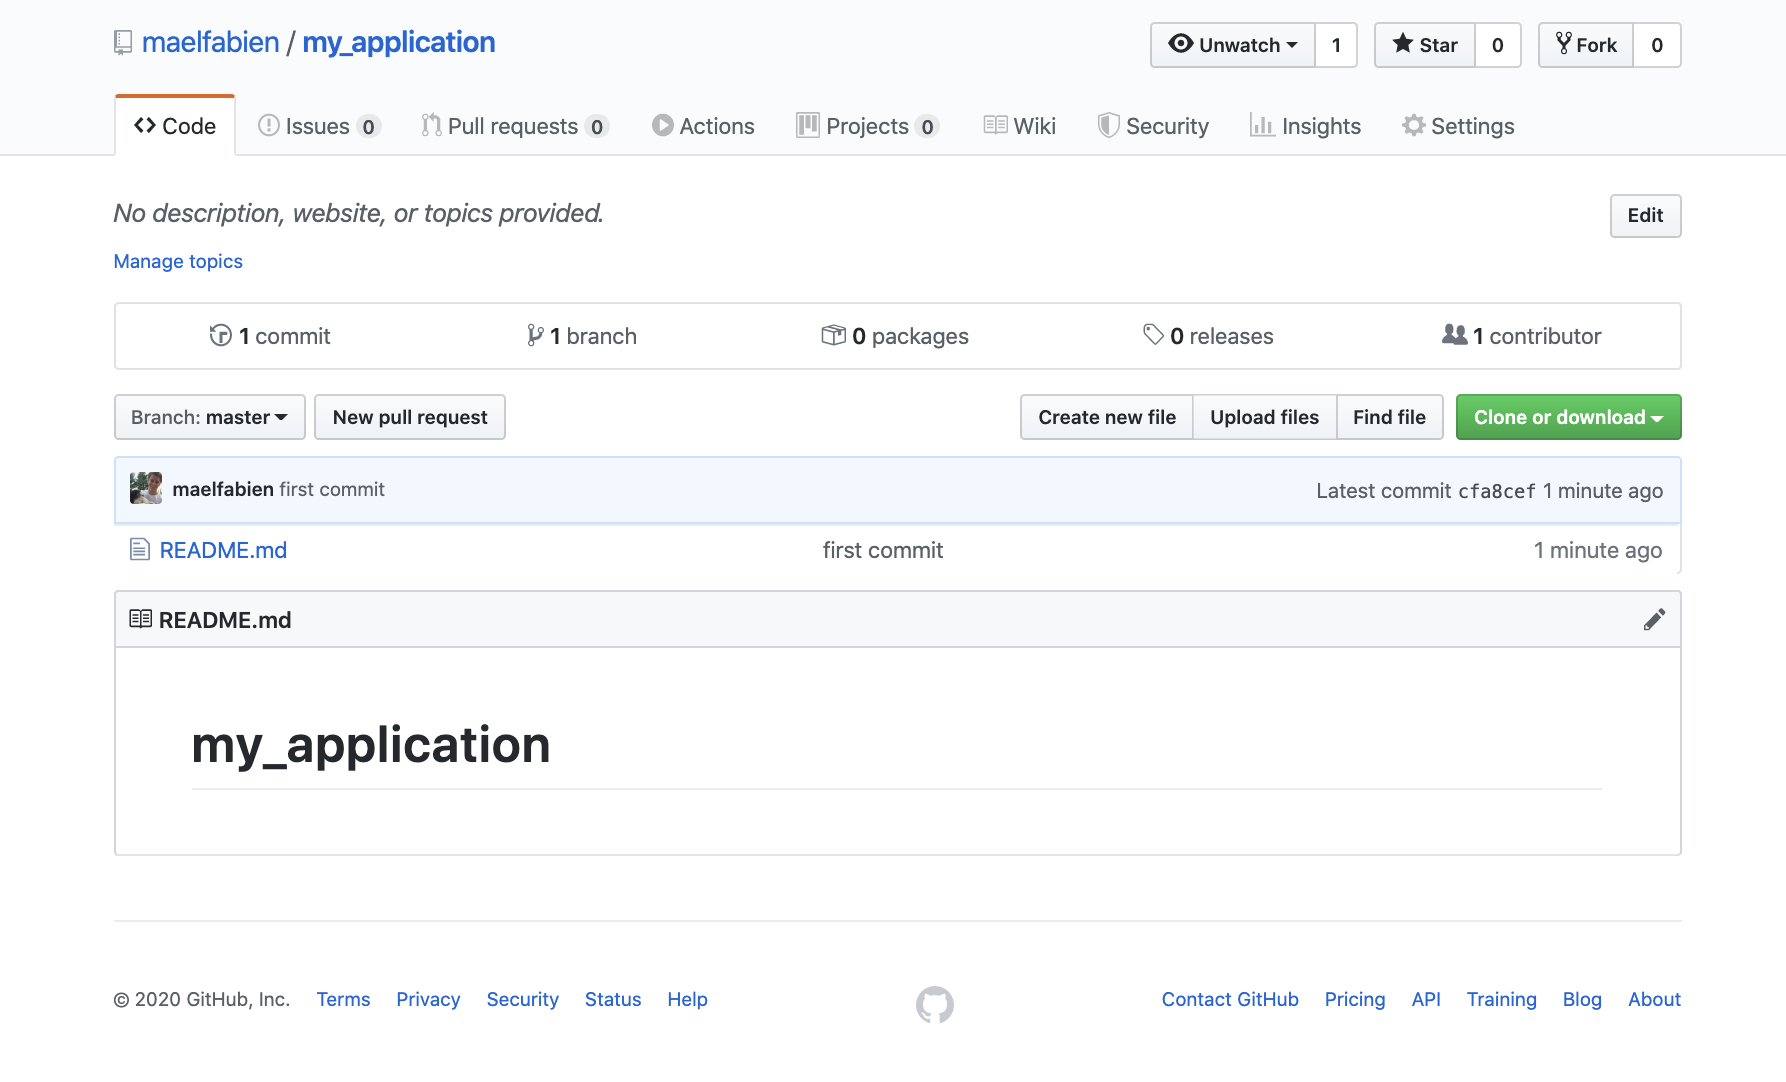 maelfabien / my_application
Unwatch 1 Star 0 Fork 0
Code Issues 0 Pull requests 0 Actions Projects 0 Wiki Security Insights Settings
No description, website, or topics provided.
Edit
Manage topics
1 commit 1 branch 0 packages 0 releases 1 contributor
Branch: master New pull request Create new file Upload files Find file Clone or download
maelfabien first commit Latest commit cfa8cef 1 minute ago
README.md first commit 1 minute ago
README.md
my_application
© 2020 GitHub, Inc. Terms Privacy Security Status Help Contact GitHub Pricing API Training Blog About